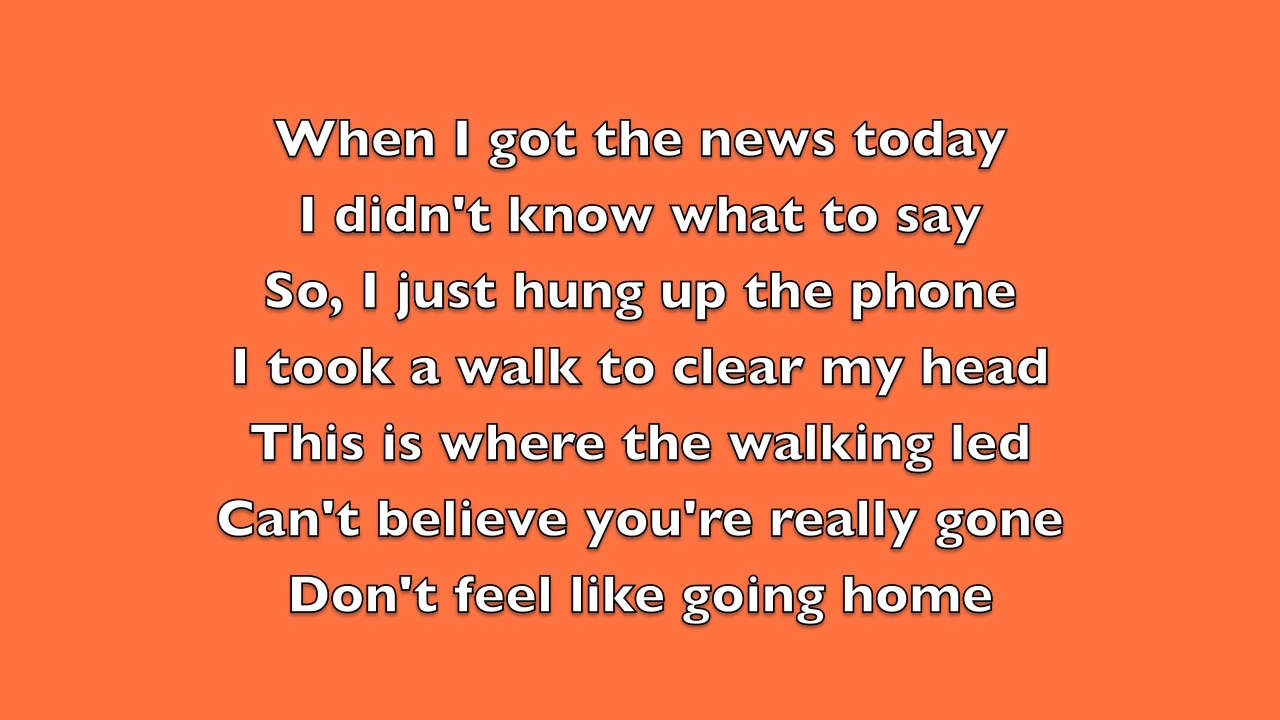 When I got the news today
I didn't know what to say
So, I just hung up the phone
I took a walk to clear my head
This is where the walking led
Can't believe you're really gone
Don't feel like going home